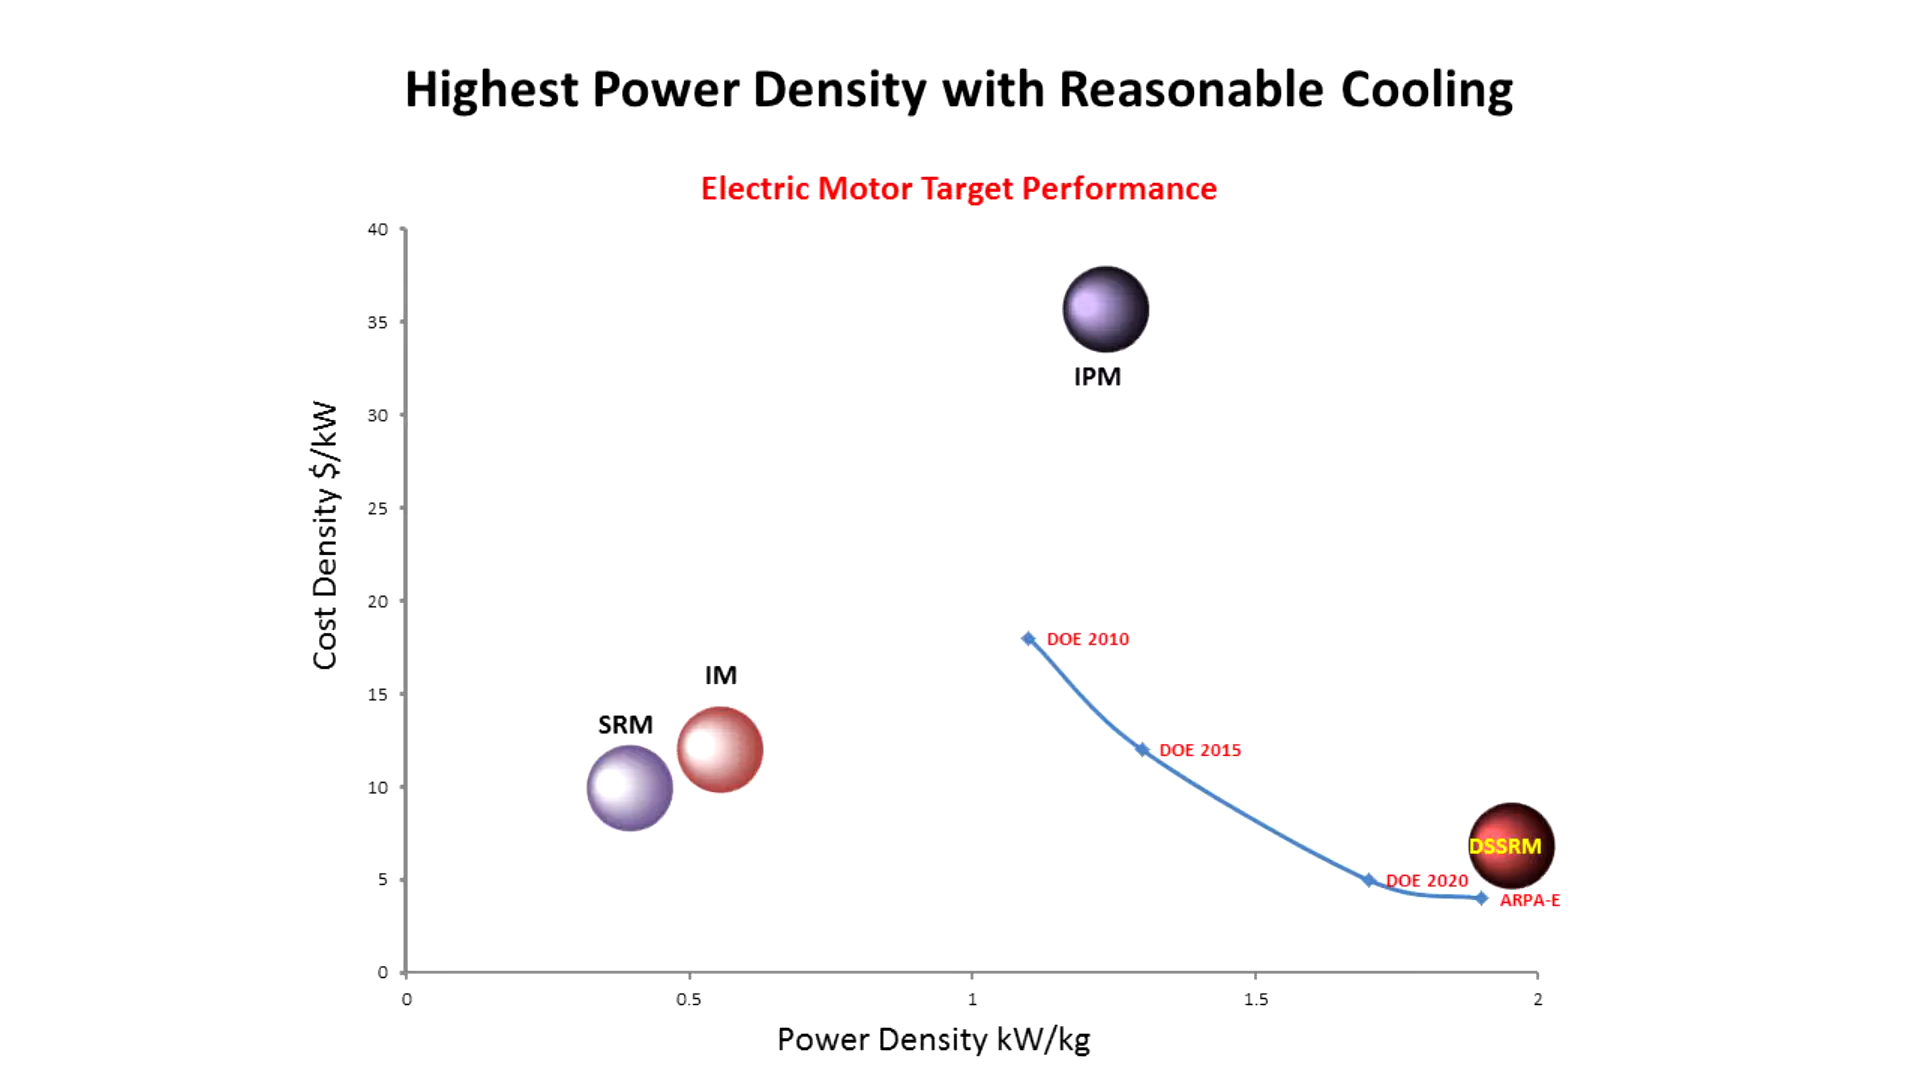 Highest Power Density with Reasonable Cooling
Electric Motor Target Performance
40
35
30
25
20
15
10
5
0
Cost Density $/kW
IPM
DOE 2010
IM
SRM
DOE 2015
DSSRM
DOE 2020
ARPA-E
0
0.5
1
1.5
2
Power Density kW/kg